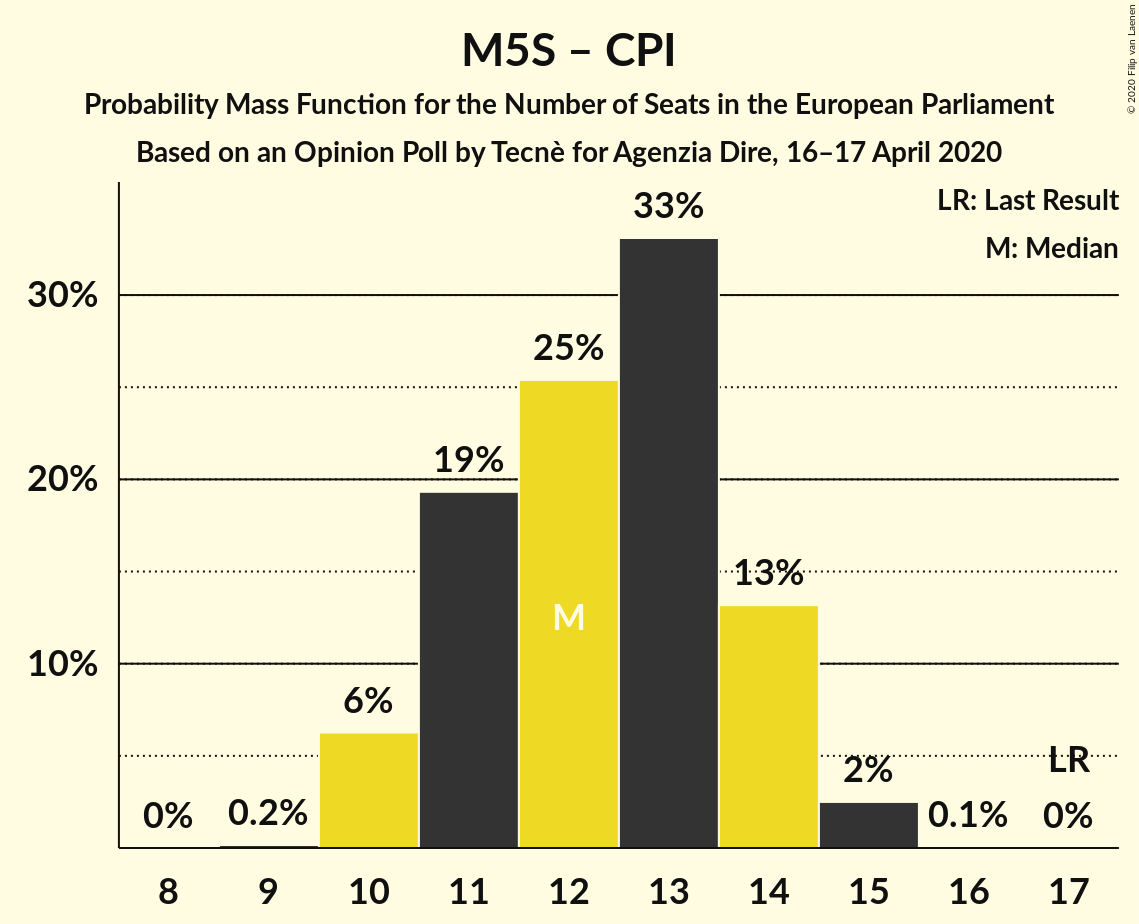 M5S – CPI
Probability Mass Function for the Number of Seats in the European Parliament
Based on an Opinion Poll by Tecnè for Agenzia Dire, 16–17 April 2020
© 2020 Filip van Laenen
LR: Last Result
M: Median
33%
30%
25%
19%
20%
13%
M
10%
6%
2%
LR
0%
0.2%
0.1%
0%
8 9 10 11 12 13 14 15 16 17